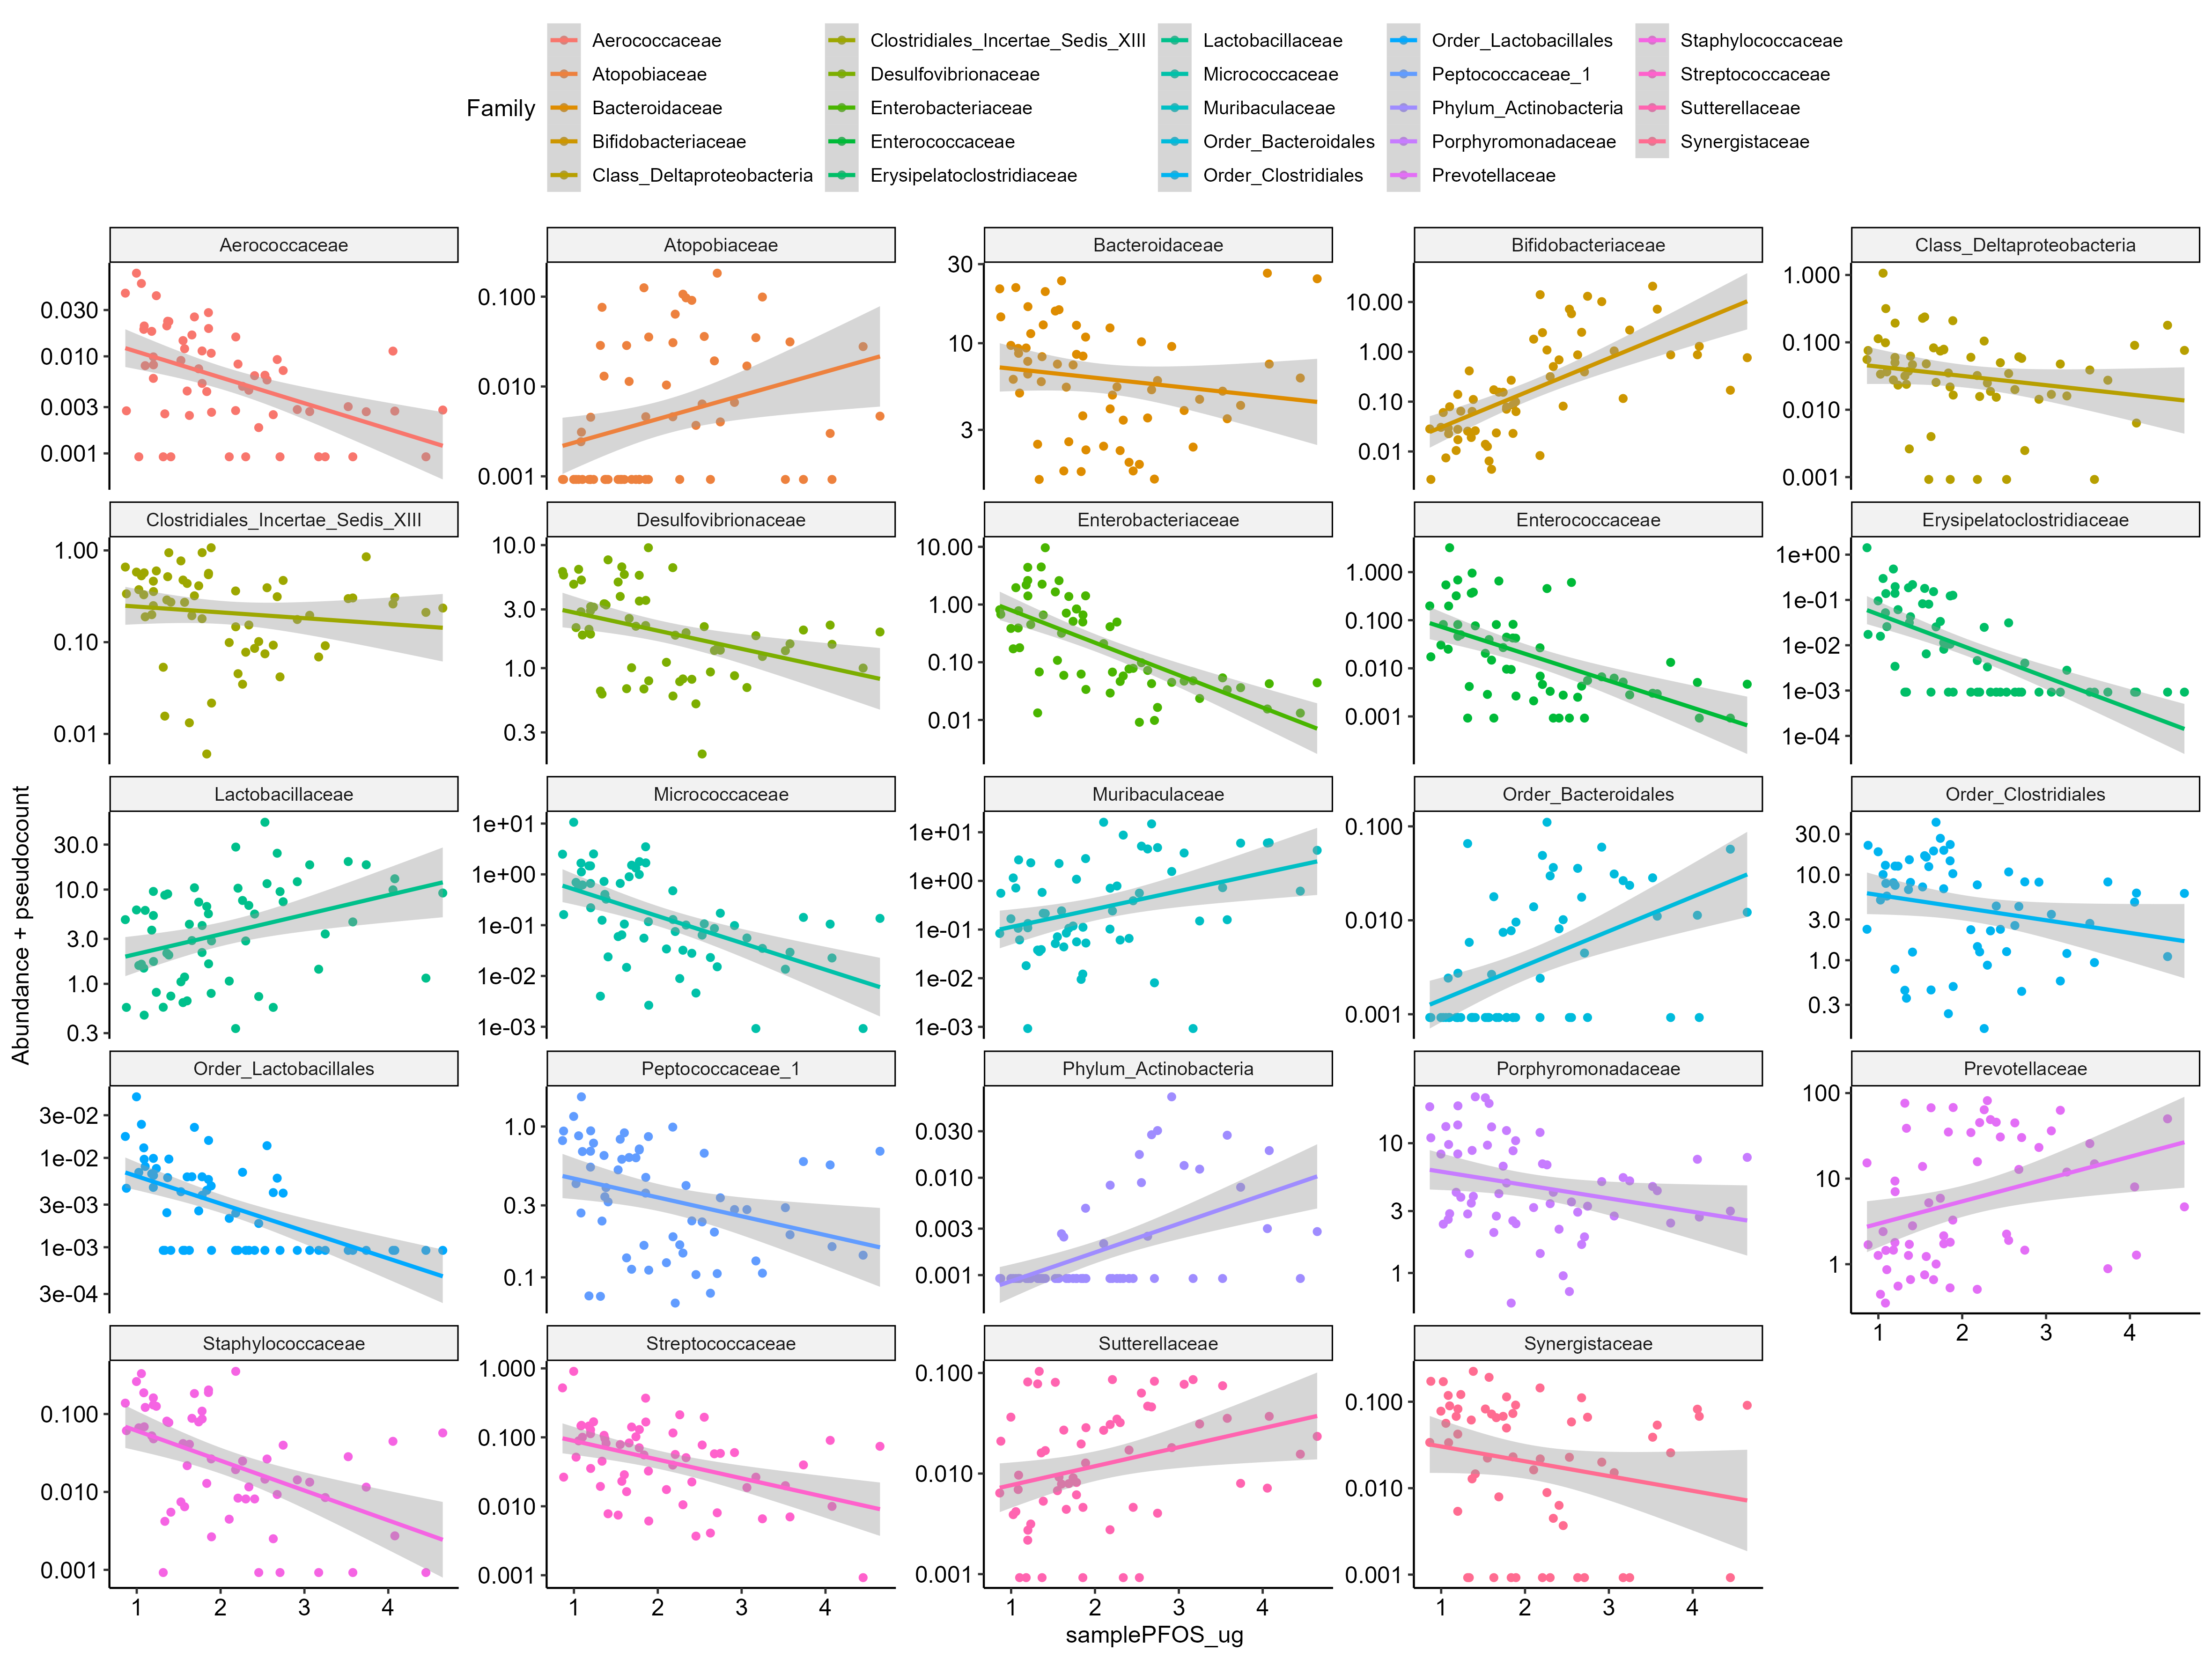 Family
Aerococcaceae
Atopobiaceae
Bacteroidaceae
Bifidobacteriaceae
Class_Deltaproteobacteria
Clostridiales_Incertae_Sedis_XIII
Desulfovibrionaceae
Enterobacteriaceae
Enterococcaceae
Erysipelatoclostridiaceae
Lactobacillaceae
Micrococcaceae
Muribaculaceae
Order_Bacteroidales
Order_Clostridiales
Order_Lactobacillales
Peptococcaceae_1
Phylum_Actinobacteria
Porphyromonadaceae
Prevotellaceae
Staphylococcaceae
Streptococcaceae
Sutterellaceae
Synergistaceae
Abundance + pseudocount
Aerococcaceae
0.030
0.010
0.003
0.001
Atopobiaceae
0.100
0.010
0.001
Bacteroidaceae
30
10
3
Bifidobacteriaceae
10.00
1.00
0.10
0.01
Class_Deltaproteobacteria
1.000
0.100
0.010
0.001
Clostridiales_Incertae_Sedis_XIII
1.00
0.10
0.01
Desulfovibrionaceae
10.0
3.0
1.0
0.3
Enterobacteriaceae
10.00
1.00
0.10
0.01
Enterococcaceae
1.000
0.100
0.010
0.001
Erysipelatoclostridiaceae
1e+00
1e-01
1e-02
1e-03
1e-04
Lactobacillaceae
30.0
10.0
3.0
1.0
0.3
Micrococcaceae
1e+01
1e+00
1e-01
1e-02
1e-03
Muribaculaceae
1e+01
1e+00
1e-01
1e-02
1e-03
Order_Bacteroidales
0.100
0.010
0.001
Order_Clostridiales
30.0
10.0
3.0
1.0
0.3
Order_Lactobacillales
3e-02
1e-02
3e-03
1e-03
3e-04
Peptococcaceae_1
1.0
0.3
0.1
Phylum_Actinobacteria
0.030
0.010
0.003
0.001
Porphyromonadaceae
10
3
1
Prevotellaceae
100
10
1
1 2 3 4
Staphylococcaceae
0.100
0.010
0.001
1 2 3 4
Streptococcaceae
1.000
0.100
0.010
0.001
1 2 3 4
Sutterellaceae
0.100
0.010
0.001
1 2 3 4
Synergistaceae
0.100
0.010
0.001
1 2 3 4
samplePFOS_ug